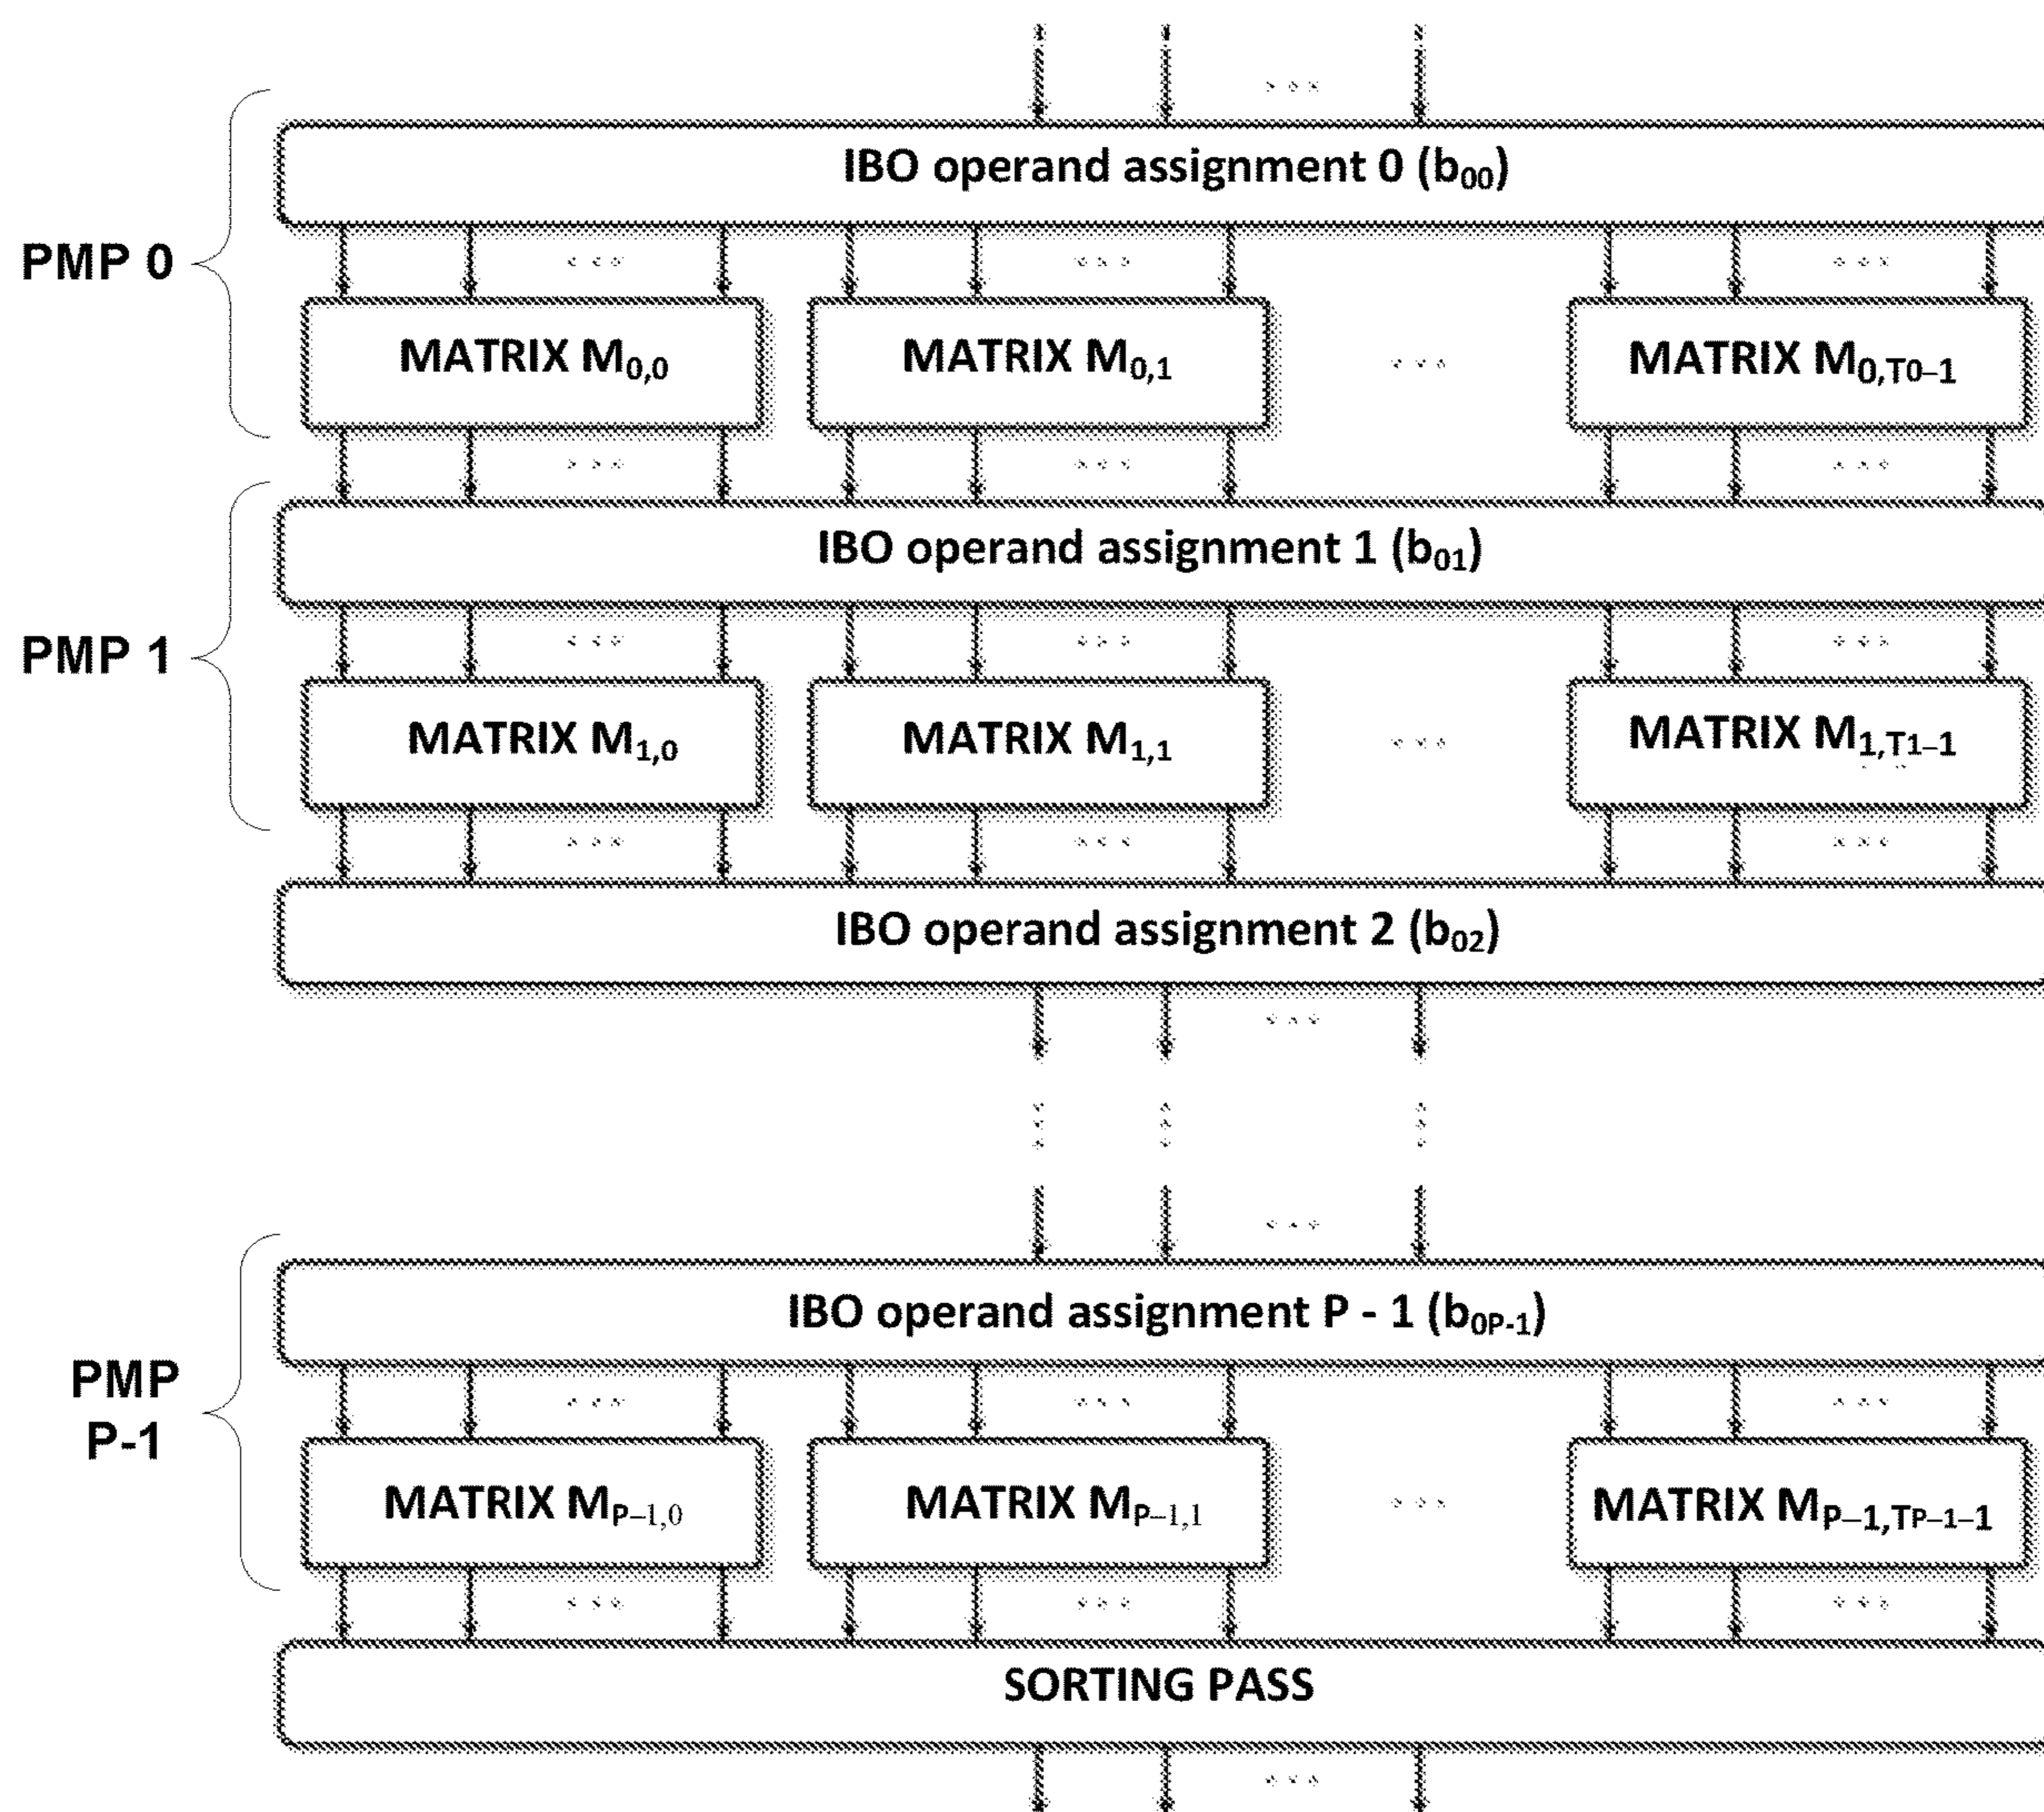 IBO operand assignment 0 (b00)
PMP 0
MATRIX M0,0
MATRIX M0,1
...
MATRIX M0,T0–1
IBO operand assignment 1 (b01)
PMP 1
MATRIX M1,0
MATRIX M1,1
...
MATRIX M1,T1–1
IBO operand assignment 2 (b02)
IBO operand assignment P - 1 (b0P-1)
PMP
P-1
MATRIX MP–1,0
MATRIX MP–1,1
...
MATRIX MP–1,TP–1–1
SORTING PASS